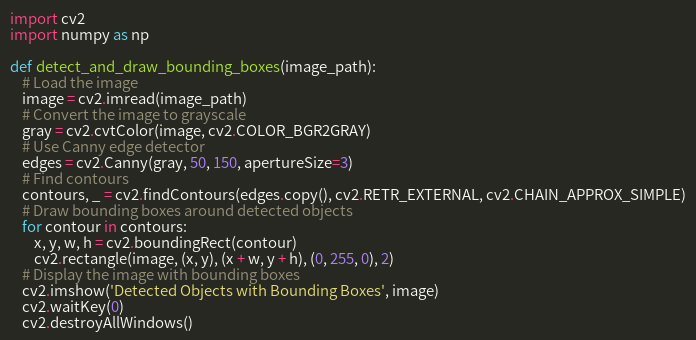 import cv2
import numpy as np
def detect_and_draw_bounding_boxes(image_path):
# Load the image
image = cv2.imread(image_path)
# Convert the image to grayscale
gray = cv2.cvtColor(image, cv2.COLOR_BGR2GRAY)
# Use Canny edge detector
edges = cv2.Canny(gray, 50, 150, apertureSize=3)
# Find contours
contours, _ = cv2.findContours(edges.copy(), cv2.RETR_EXTERNAL, cv2.CHAIN_APPROX_SIMPLE)
# Draw bounding boxes around detected objects
for contour in contours:
x, y, w, h = cv2.boundingRect(contour)
cv2.rectangle(image, (x, y), (x + w, y + h), (0, 255, 0), 2)
# Display the image with bounding boxes
cv2.imshow('Detected Objects with Bounding Boxes', image)
cv2.waitKey(0)
cv2.destroyAllWindows()